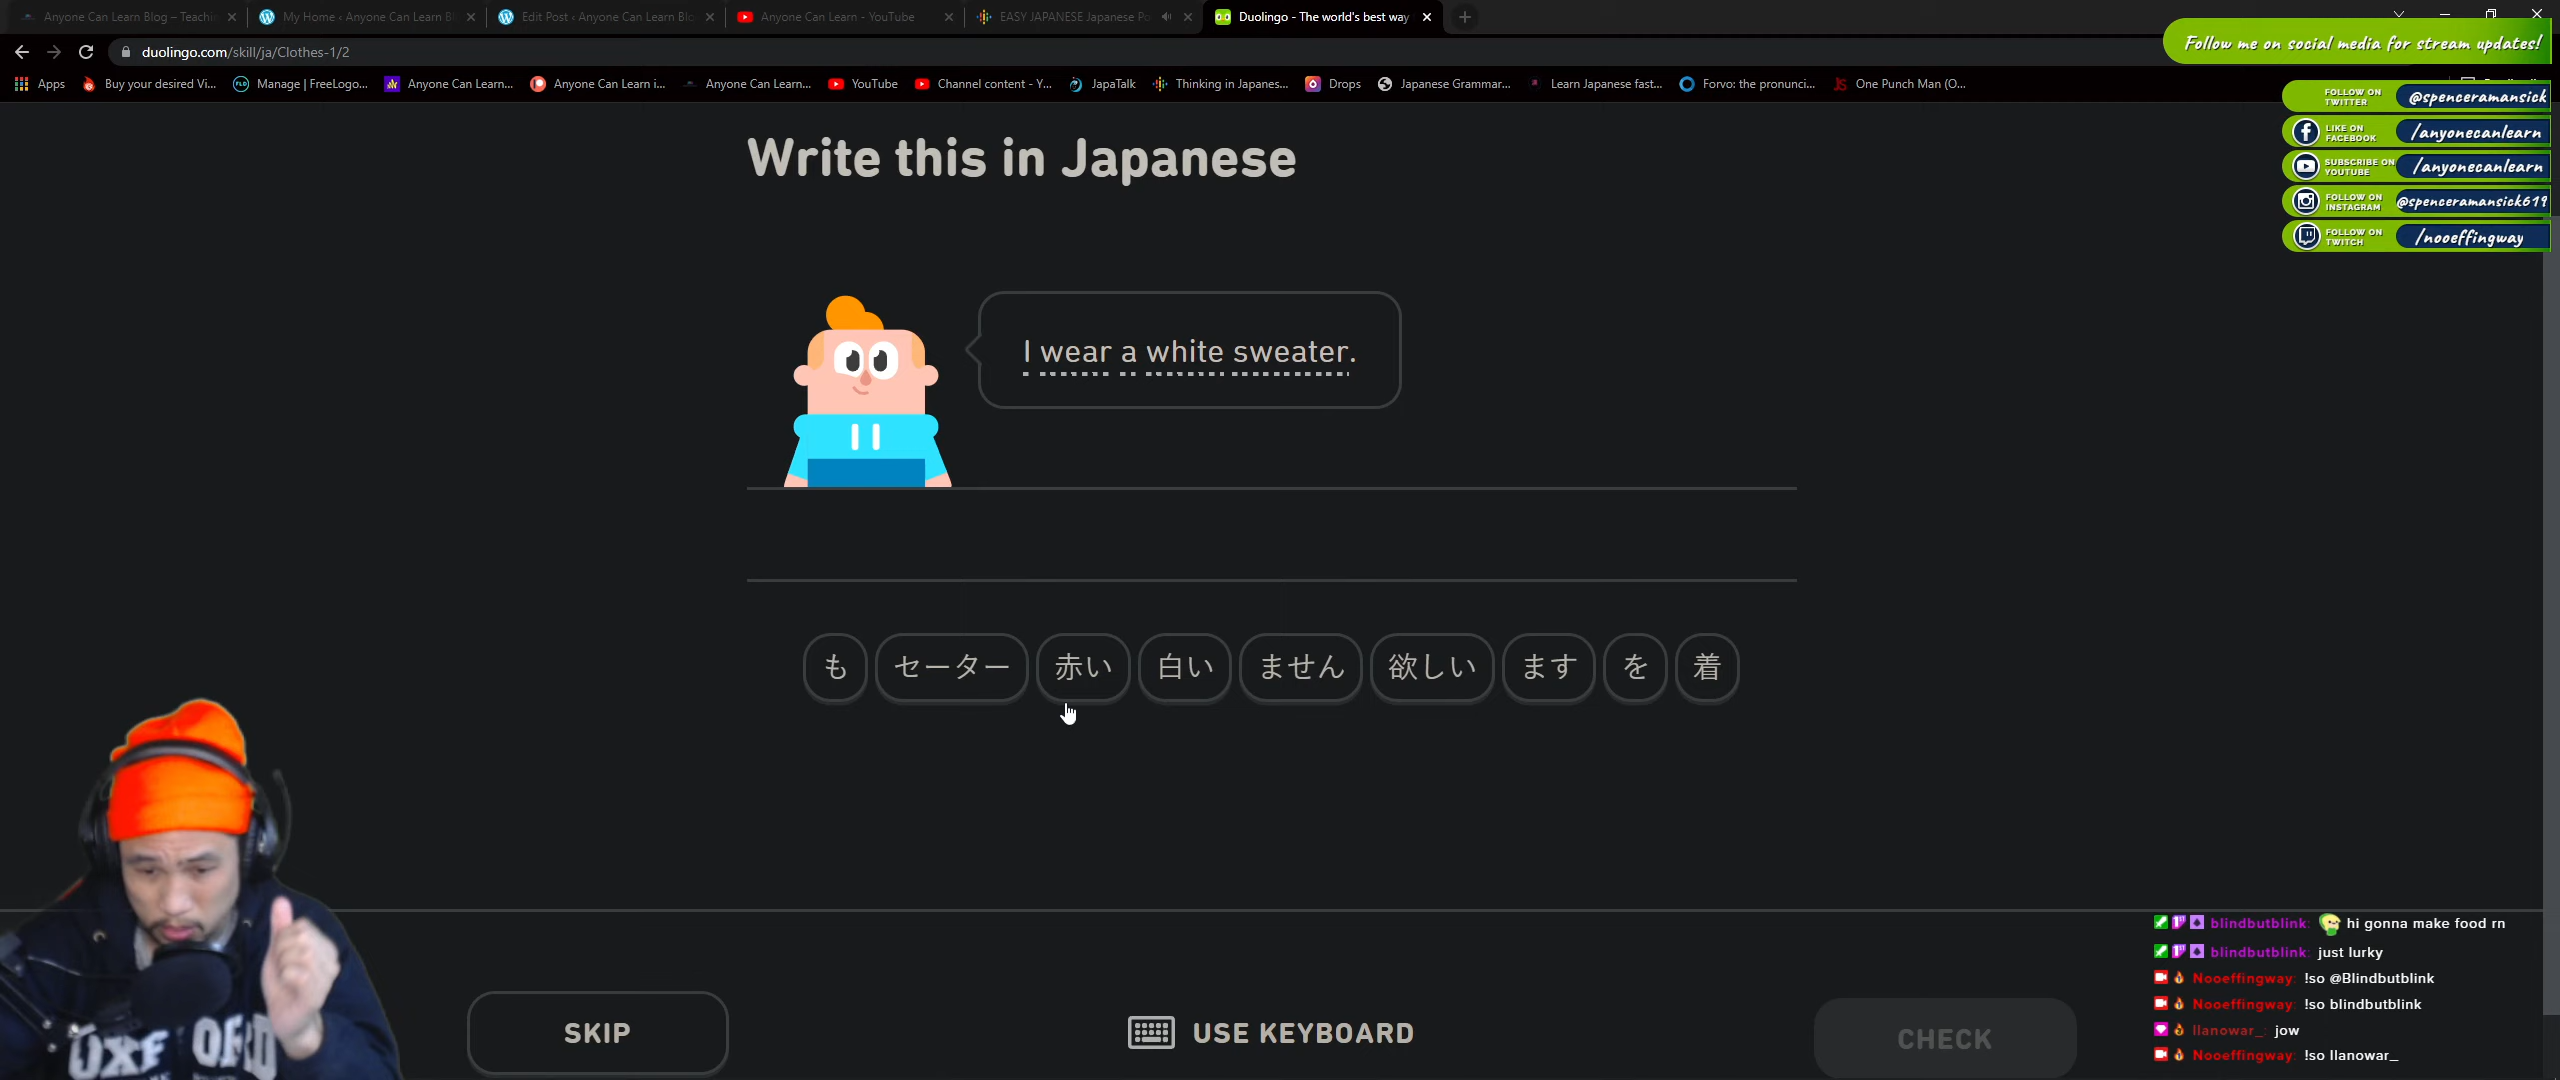 Anyone Can Learn Blog – Teachi
My Home ‹ Anyone Can Learn Bl
Edit Post ‹ Anyone Can Learn Blo
Anyone Can Learn - YouTube
EASY JAPANESE Japanese Po
Duolingo - The world's best way
duolingo.com/skill/ja/Clothes-1/2
Apps
Buy your desired Vi...
Manage | FreeLogo...
Anyone Can Learn...
Anyone Can Learn i...
Anyone Can Learn...
YouTube
Channel content - Y...
JapaTalk
Thinking in Japanes...
Drops
Japanese Grammar...
Learn Japanese fast...
Forvo: the pronunci...
One Punch Man (O...
Follow me on social media for stream updates!
FOLLOW ON TWITTER @spenceramansick
LIKE ON FACEBOOK /anyonecanlearn
SUBSCRIBE ON YOUTUBE /anyonecanlearn
FOLLOW ON INSTAGRAM @spenceramansick619
FOLLOW ON TWITCH /nooeffingway
Write this in Japanese
I wear a white sweater.
も セーター 赤い 白い ません 欲しい ます を 着
SKIP
USE KEYBOARD
CHECK
blindbutblink: hi gonna make food rn
blindbutblink: just lurky
Nooeffingway: !so @Blindbutblink
Nooeffingway: !so blindbutblink
llanowar_: jow
Nooeffingway: !so llanowar_